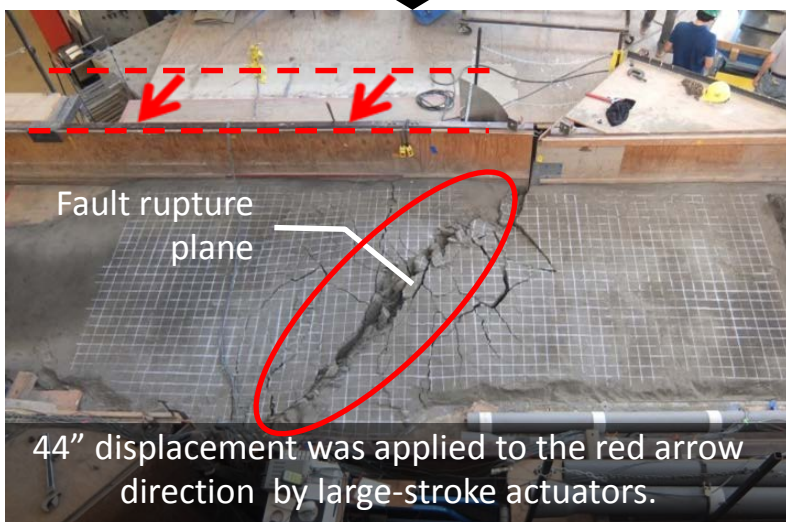 Fault rupture
plane
44” displacement was applied to the red arrow
direction  by large-stroke actuators.